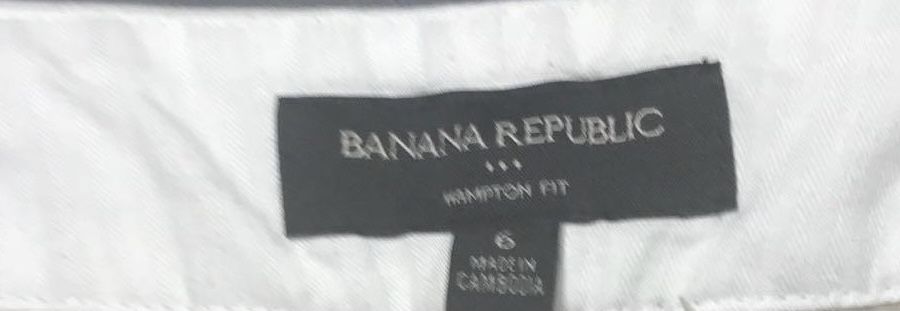 BANANA REPUBLIC
HAMPTON FIT
6
MADE IN
CAMBODIA